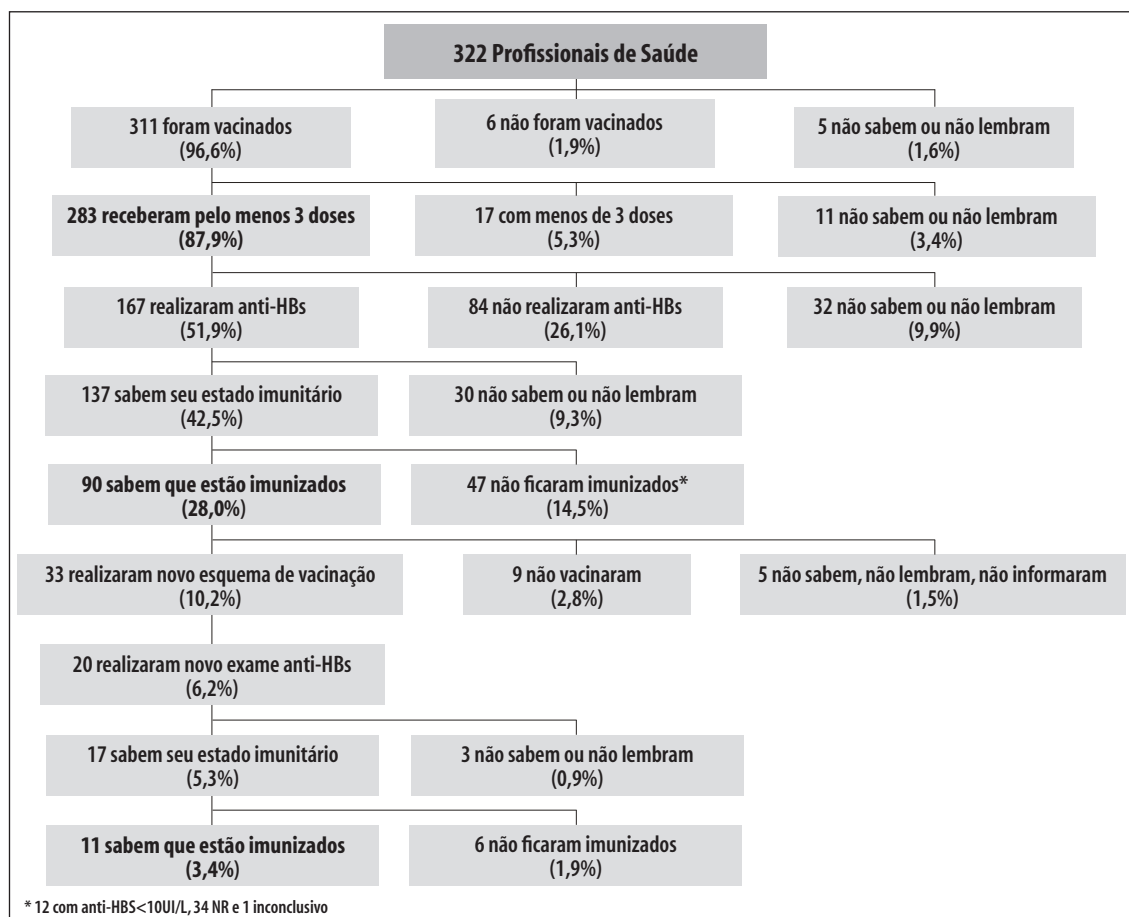 322 Profissionais de Saúde
311 foram vacinados
(96,6%)
6 não foram vacinados
(1,9%)
5 não sabem ou não lembram
(1,6%)
283 receberam pelo menos 3 doses
(87,9%)
17 com menos de 3 doses
(5,3%)
11 não sabem ou não lembram
(3,4%)
167 realizaram anti-HBs
(51,9%)
84 não realizaram anti-HBs
(26,1%)
32 não sabem ou não lembram
(9,9%)
137 sabem seu estado imunitário
(42,5%)
30 não sabem ou não lembram
(9,3%)
90 sabem que estão imunizados
(28,0%)
47 não ficaram imunizados*
(14,5%)
33 realizaram novo esquema de vacinação
(10,2%)
9 não vacinaram
(2,8%)
5 não sabem, não lembram, não informaram
(1,5%)
20 realizaram novo exame anti-HBs
(6,2%)
17 sabem seu estado imunitário
(5,3%)
3 não sabem ou não lembram
(0,9%)
11 sabem que estão imunizados
(3,4%)
6 não ficaram imunizados
(1,9%)
* 12 com anti-HBS<10UI/L, 34 NR e 1 inconclusivo